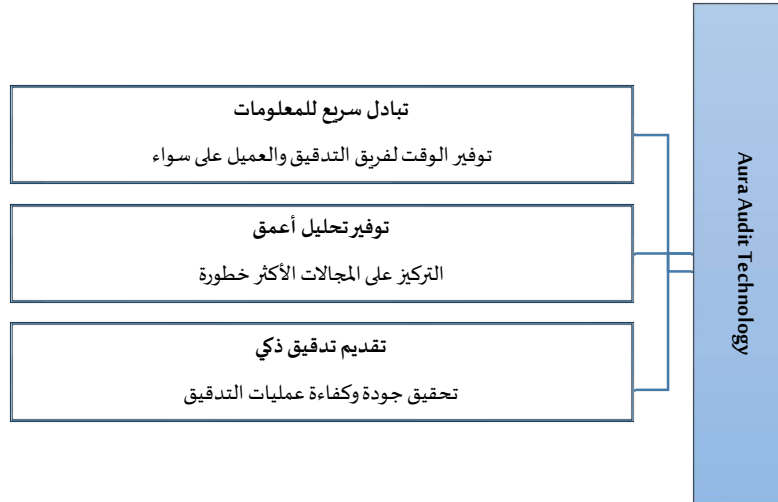 Aura Audit Technology
تبادل سريع للمعلومات
توفير الوقت لفريق التدقيق والعميل على سواء
توفير تحليل أعمق
التركيز على المجالات الأكثر خطورة
تقديم تدقيق ذكي
تحقيق جودة وكفاءة عمليات التدقيق